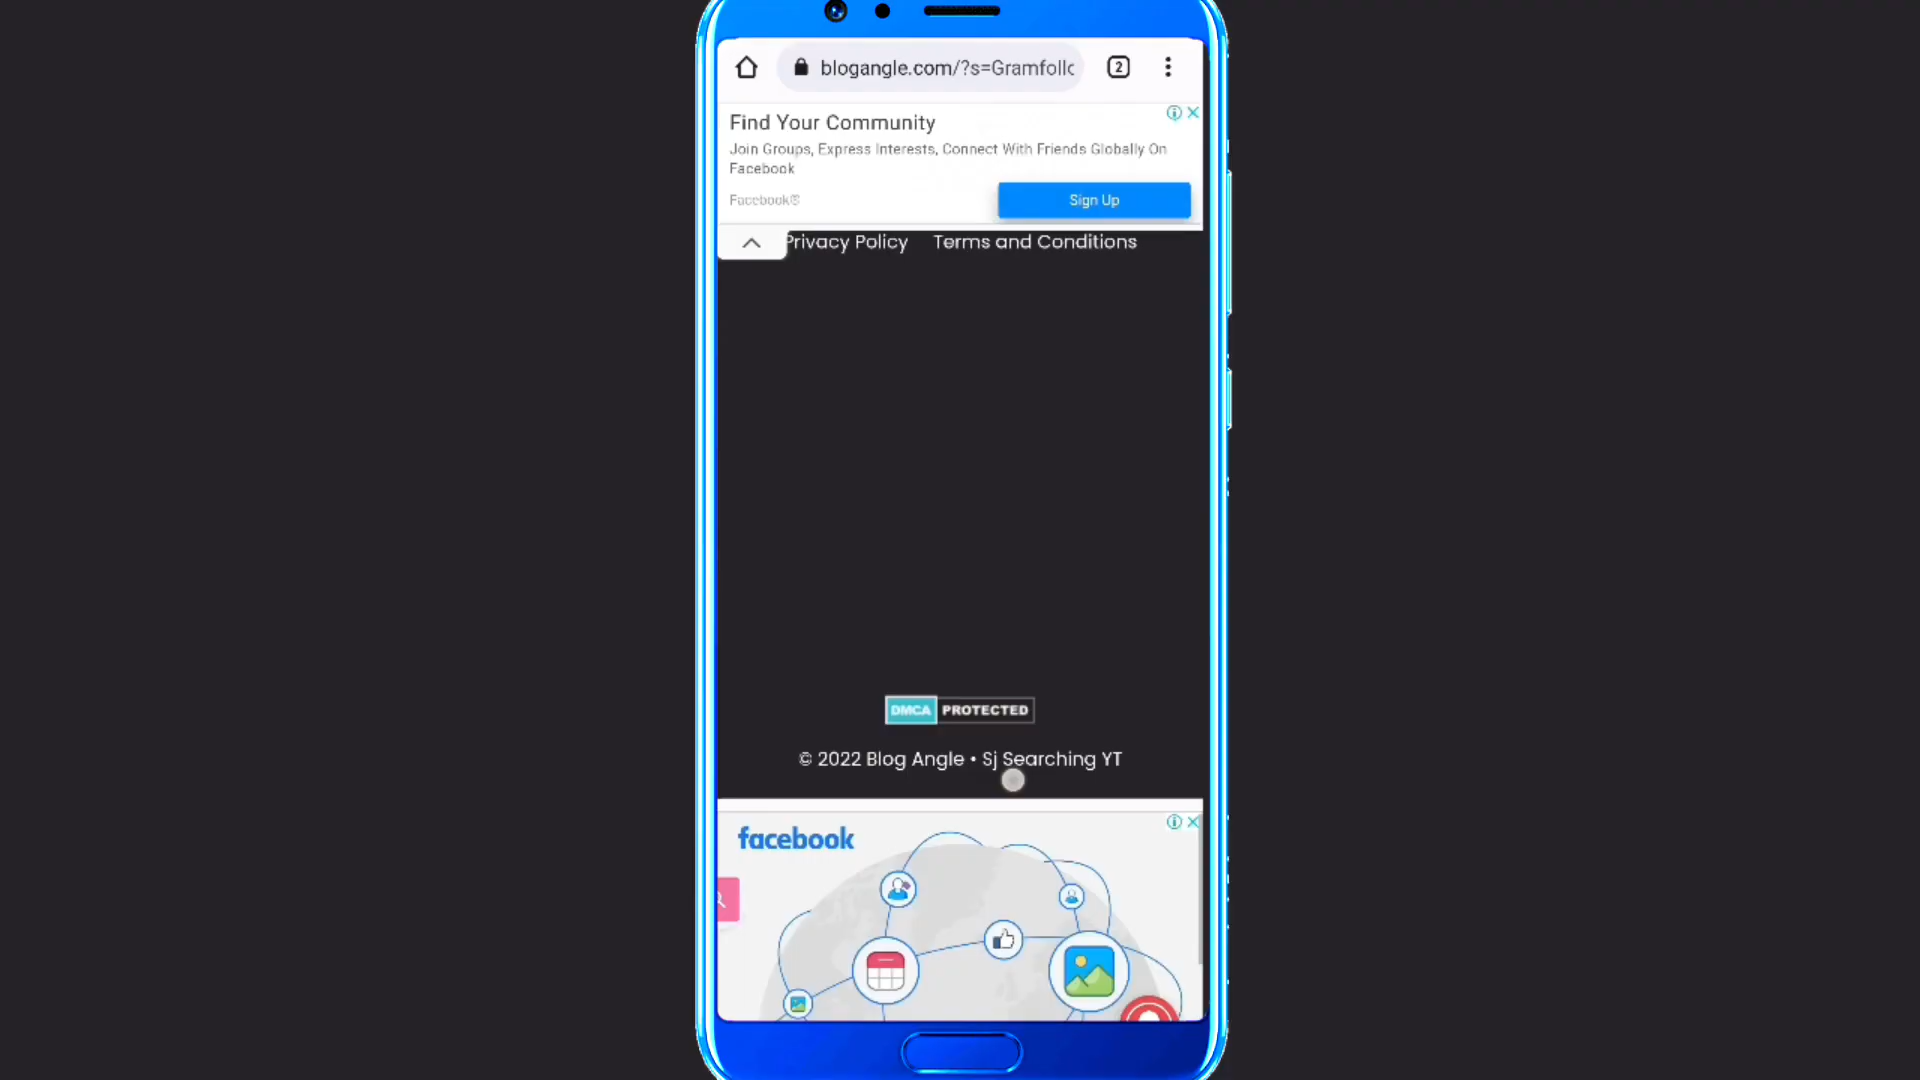 blogangle.com/?s=Gramfollo
2
Find Your Community
Join Groups, Express Interests, Connect With Friends Globally On
Facebook
Facebook®
Sign Up
Privacy Policy
Terms and Conditions
DMCA PROTECTED
© 2022 Blog Angle • Sj Searching YT
facebook